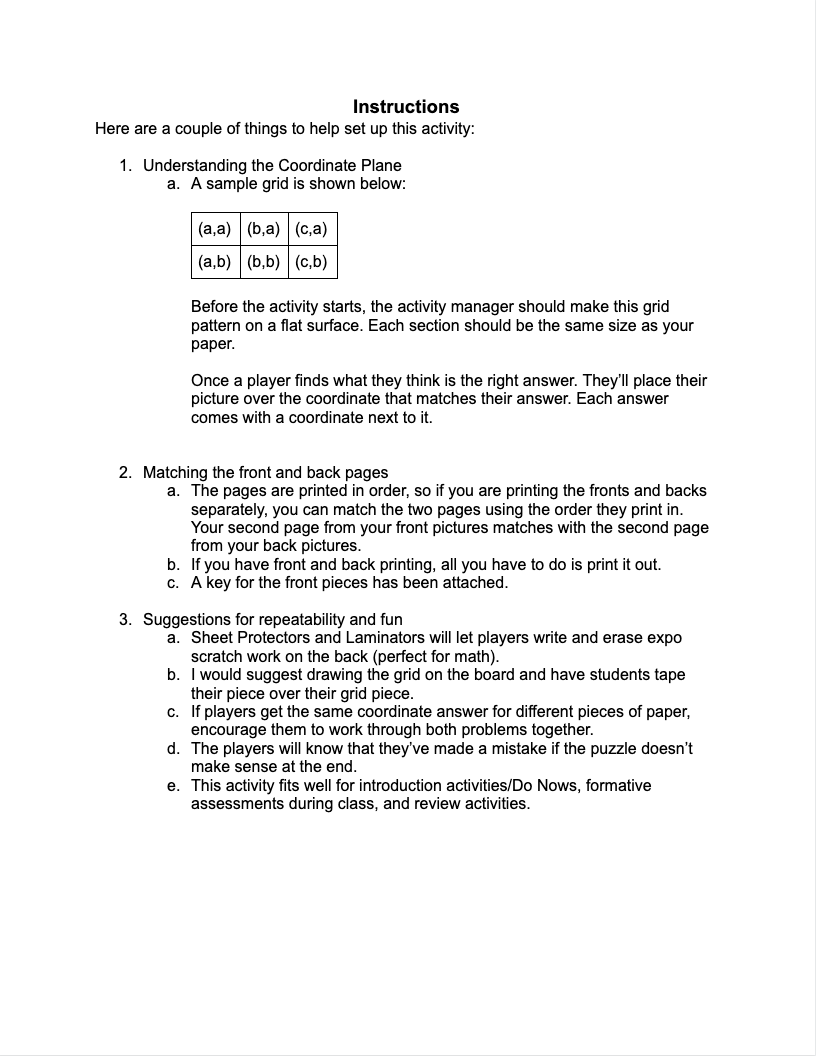 Instructions
Here are a couple of things to help set up this activity:
1. Understanding the Coordinate Plane
a. A sample grid is shown below:
(a,a) (b,a) (c,a)
(a,b) (b,b) (c,b)
Before the activity starts, the activity manager should make this grid
pattern on a flat surface. Each section should be the same size as your
paper.
Once a player finds what they think is the right answer. They’ll place their
picture over the coordinate that matches their answer. Each answer
comes with a coordinate next to it.
2. Matching the front and back pages
a. The pages are printed in order, so if you are printing the fronts and backs
separately, you can match the two pages using the order they print in.
Your second page from your front pictures matches with the second page
from your back pictures.
b. If you have front and back printing, all you have to do is print it out.
c. A key for the front pieces has been attached.
3. Suggestions for repeatability and fun
a. Sheet Protectors and Laminators will let players write and erase expo
scratch work on the back (perfect for math).
b. I would suggest drawing the grid on the board and have students tape
their piece over their grid piece.
c. If players get the same coordinate answer for different pieces of paper,
encourage them to work through both problems together.
d. The players will know that they’ve made a mistake if the puzzle doesn’t
make sense at the end.
e. This activity fits well for introduction activities/Do Nows, formative
assessments during class, and review activities.